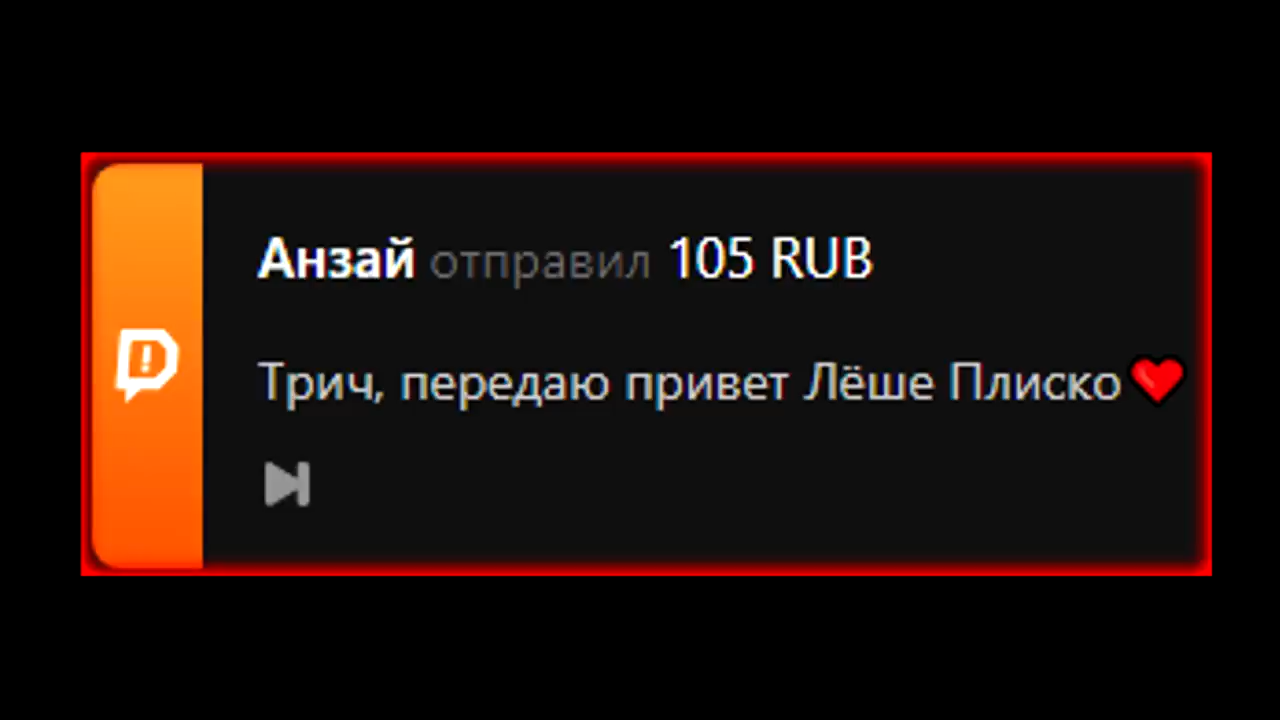 Анзай отправил 105 RUB
Трич, передаю привет Лёше Плиско❤️